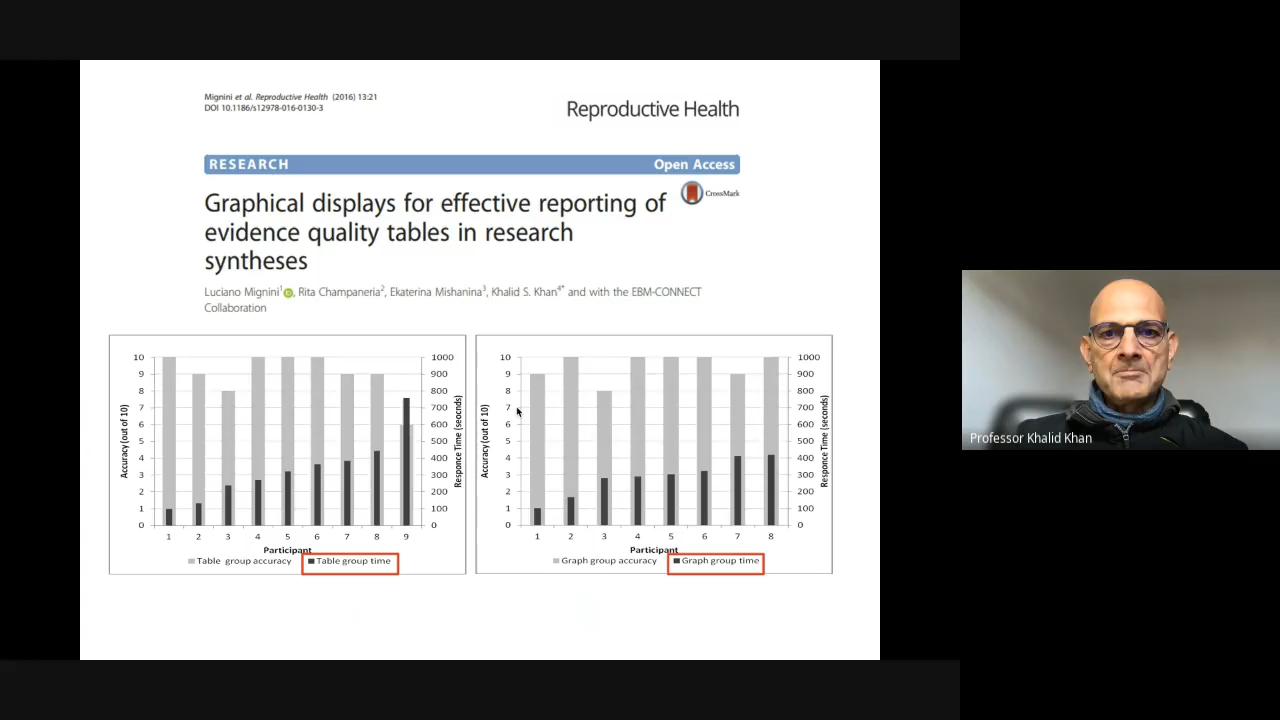 Mignini et al. Reproductive Health (2016) 13:21
DOI 10.1186/s12978-016-0130-3
Reproductive Health
RESEARCH
Open Access
CrossMark
Graphical displays for effective reporting of
evidence quality tables in research
syntheses
Luciano Mignini1, Rita Champaneria2, Ekaterina Mishanina3, Khalid S. Khan4* and with the EBM-CONNECT
Collaboration
Accuracy (out of 10)
10
9
8
7
6
5
4
3
2
1
0
1000
900
800
700
600
500
400
300
200
100
0
Responce Time (seocnds)
1 2 3 4 5 6 7 8 9
Participant
Table group accuracy
Table group time
Accuracy (out of 10)
10
9
8
7
6
5
4
3
2
1
0
1000
900
800
700
600
500
400
300
200
100
0
Responce Time (seconds)
1 2 3 4 5 6 7 8
Participant
Graph group accuracy
Graph group time
Professor Khalid Khan